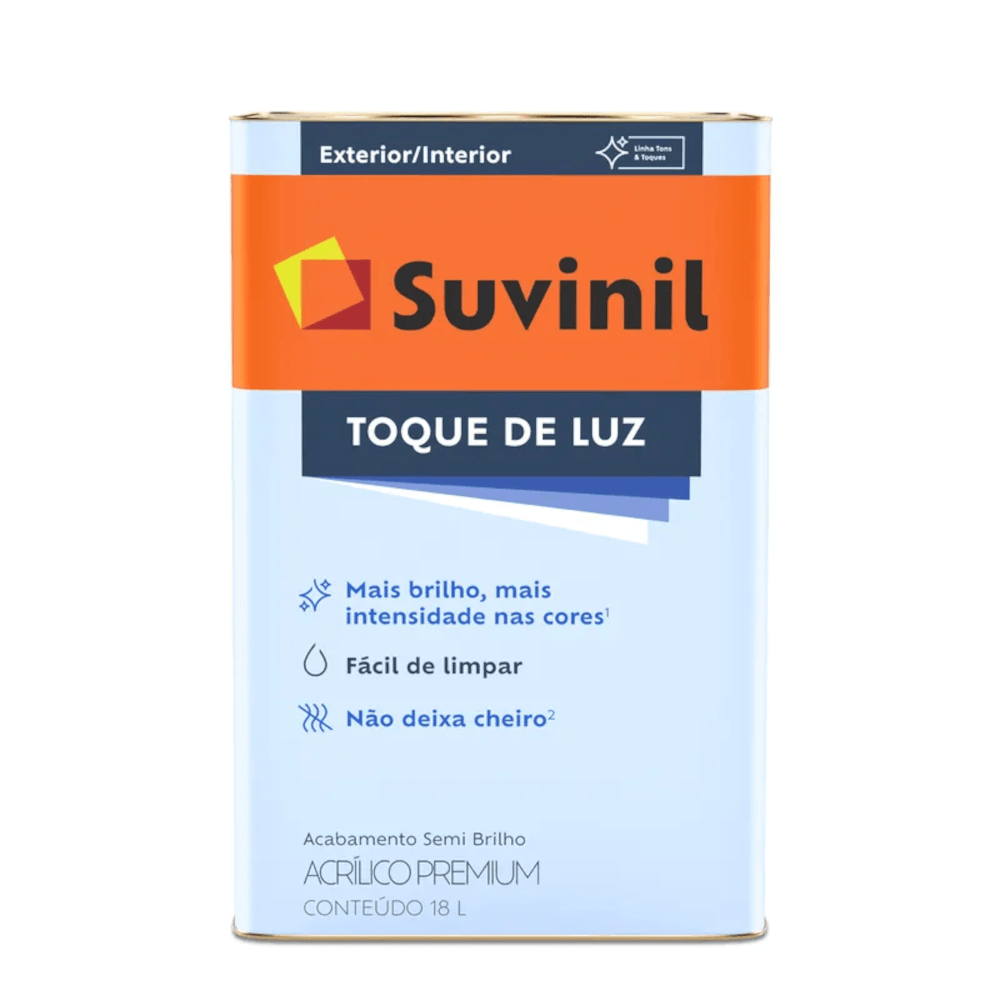 Exterior/Interior
Linha Tons
& Toques
Suvinil
TOQUE DE LUZ
Mais brilho, mais
intensidade nas cores¹
Fácil de limpar
Não deixa cheiro²
Acabamento Semi Brilho
ACRÍLICO PREMIUM
CONTEÚDO 18 L